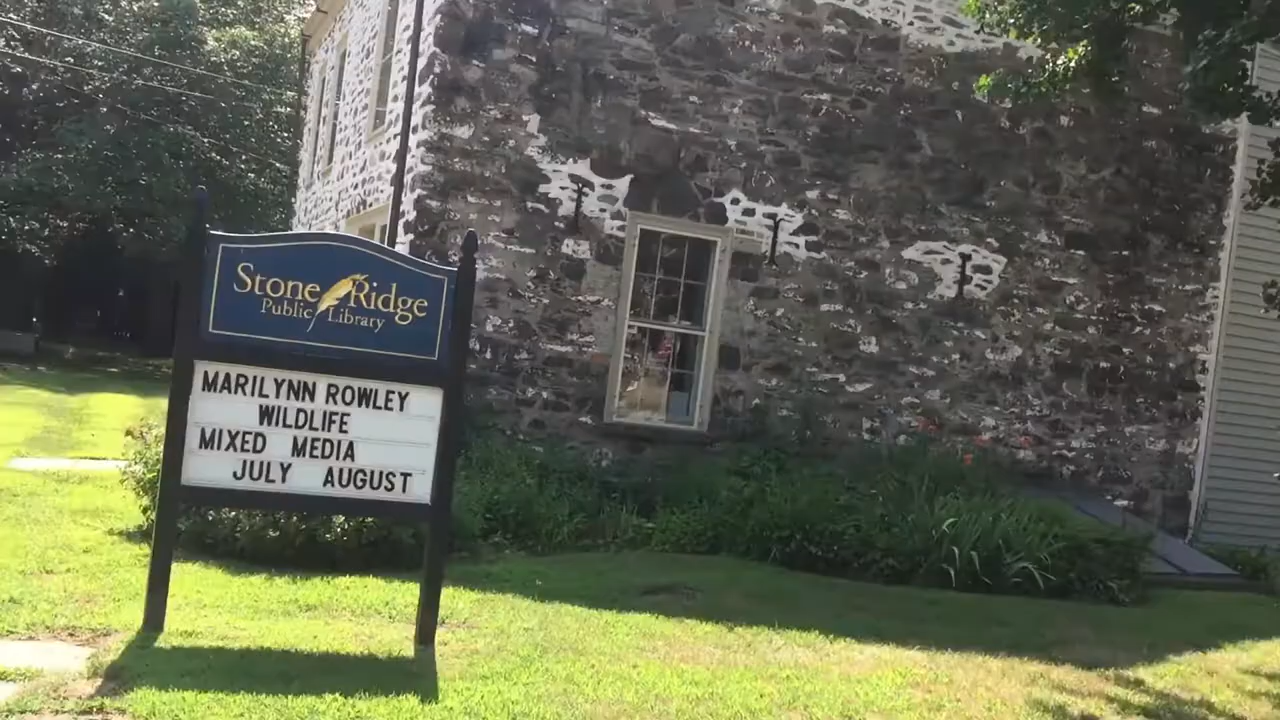 Stone Ridge
Public Library
MARILYNN ROWLEY
WILDLIFE
MIXED MEDIA
JULY AUGUST